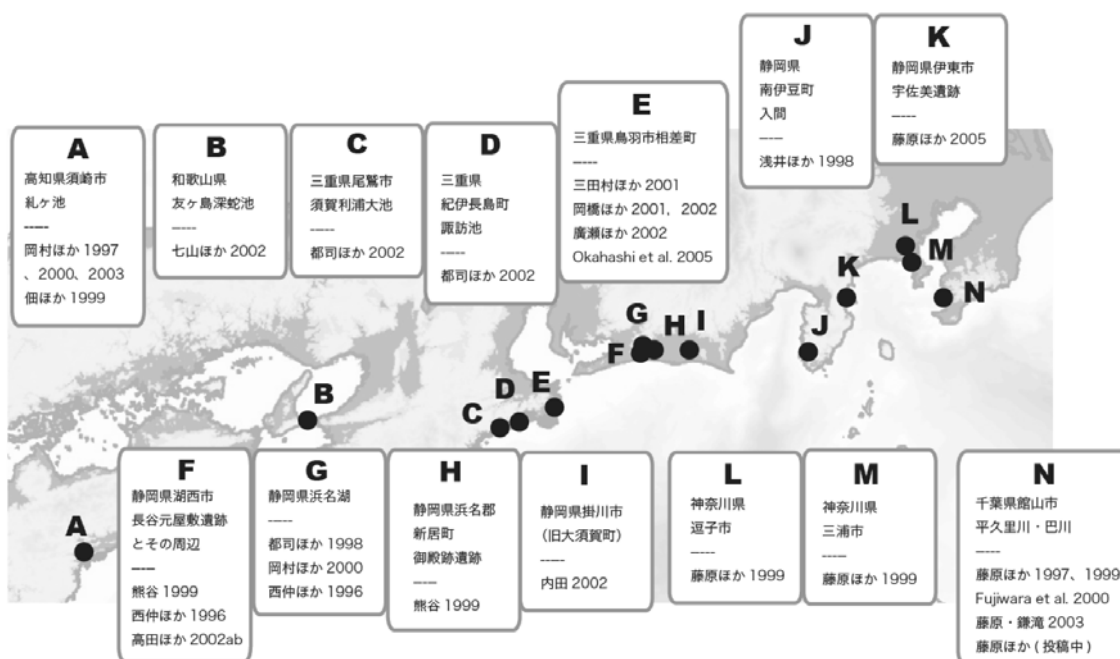 A
高知県須崎市
糺ヶ池
-----
岡村ほか 1997
、2000、2003
佃ほか 1999
B
和歌山県
友ヶ島深蛇池
-----
七山ほか 2002
C
三重県尾鷲市
須賀利浦大池
-----
都司ほか 2002
D
三重県
紀伊長島町
諏訪池
-----
都司ほか 2002
E
三重県鳥羽市相差町
-----
三田村ほか 2001
岡橋ほか 2001, 2002
廣瀬ほか 2002
Okahashi et al. 2005
J
静岡県
南伊豆町
入間
-----
浅井ほか 1998
K
静岡県伊東市
宇佐美遺跡
-----
藤原ほか 2005
L
M
K
N
G
H
I
F
J
E
D
C
B
A
F
静岡県湖西市
長谷元屋敷遺跡
とその周辺
-----
熊谷 1999
西仲ほか 1996
高田ほか 2002ab
G
静岡県浜名湖
-----
都司ほか 1998
岡村ほか 2000
西仲ほか 1996
H
静岡県浜名郡
新居町
御殿跡遺跡
-----
熊谷 1999
I
静岡県掛川市
（旧大須賀町）
-----
内田 2002
L
神奈川県
逗子市
-----
藤原ほか 1999
M
神奈川県
三浦市
-----
藤原ほか 1999
N
千葉県館山市
平久里川・巴川
-----
藤原ほか 1997、1999
Fujiwara et al. 2000
藤原・鎌滝 2003
藤原ほか ( 投稿中 )